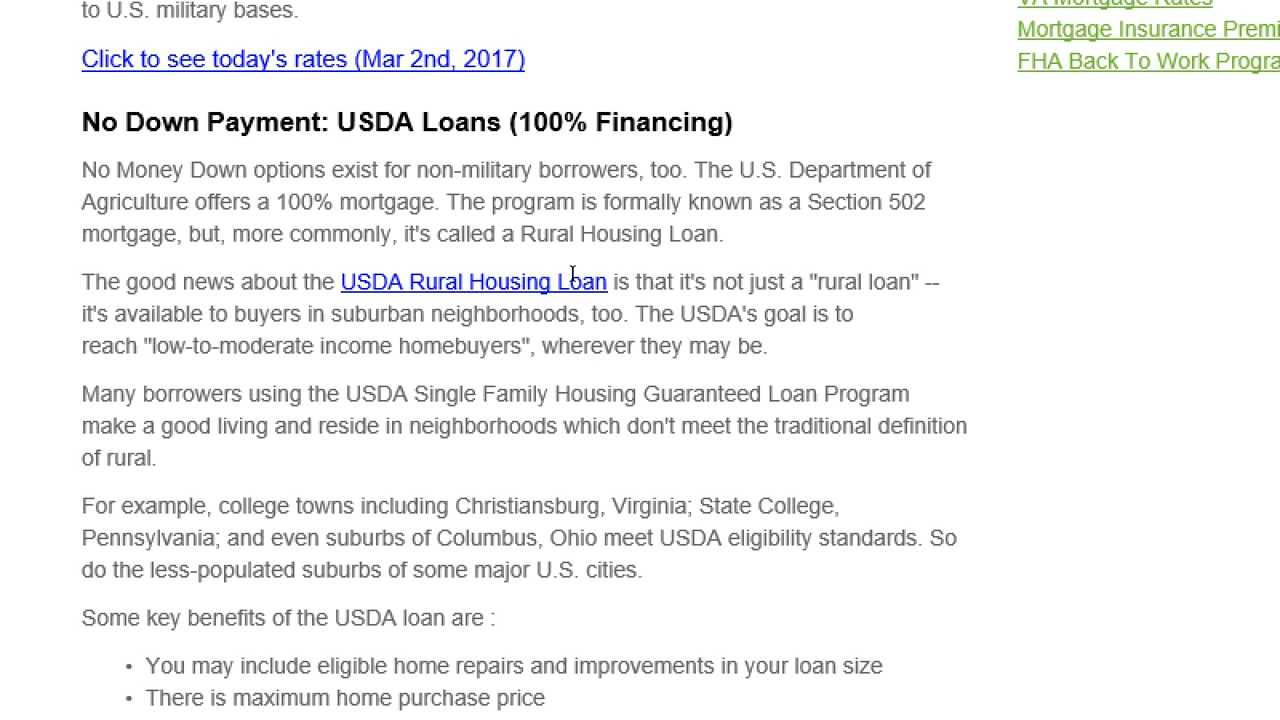 to U.S. military bases.
Click to see today's rates (Mar 2nd, 2017)
No Down Payment: USDA Loans (100% Financing)
No Money Down options exist for non-military borrowers, too. The U.S. Department of
Agriculture offers a 100% mortgage. The program is formally known as a Section 502
mortgage, but, more commonly, it's called a Rural Housing Loan.
The good news about the USDA Rural Housing Loan is that it's not just a "rural loan" --
it's available to buyers in suburban neighborhoods, too. The USDA's goal is to
reach "low-to-moderate income homebuyers", wherever they may be.
Many borrowers using the USDA Single Family Housing Guaranteed Loan Program
make a good living and reside in neighborhoods which don't meet the traditional definition
of rural.
For example, college towns including Christiansburg, Virginia; State College,
Pennsylvania; and even suburbs of Columbus, Ohio meet USDA eligibility standards. So
do the less-populated suburbs of some major U.S. cities.
Some key benefits of the USDA loan are :
• You may include eligible home repairs and improvements in your loan size
• There is maximum home purchase price
VA Mortgage Rates
Mortgage Insurance Premi
FHA Back To Work Progra